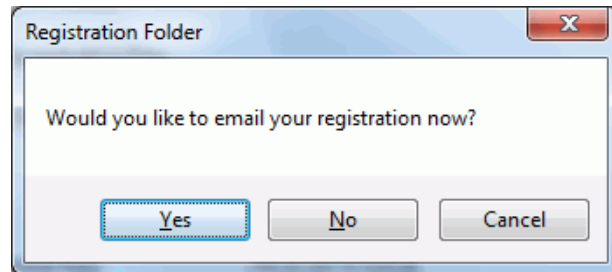 Registration Folder
Would you like to email your registration now?
Yes
No
Cancel